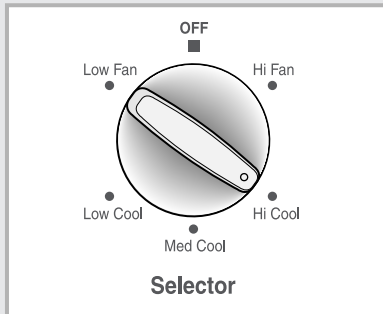 OFF
Low Fan
Hi Fan
Low Cool
Hi Cool
Med Cool
Selector